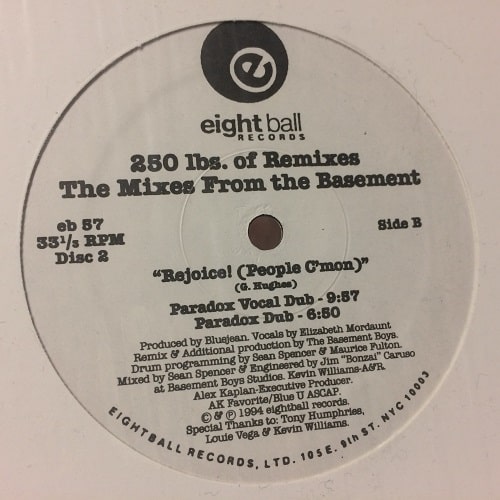 e
eightball
RECORDS
250 lbs. of Remixes
The Mixes From the Basement
eb 57
33 1/3 RPM
Disc 2
Side B
"Rejoice! (People C'mon)"
(G. Hughes)
Paradox Vocal Dub - 9:57
Paradox Dub - 6:50
Produced by Bluejean. Vocals by Elizabeth Mordaunt
Remix & Additional production by The Basement Boys.
Drum programming by Sean Spencer & Maurice Fulton.
Mixed by Sean Spencer & Engineered by Jim "Bonzai" Caruso
at Basement Boys Studios. Kevin Williams-A&R.
Alex Kaplan-Executive Producer.
AK Favorite/Blue U ASCAP.
© & ℗ 1994 eightball records.
Special Thanks to: Tony Humphries,
Louie Vega & Kevin Williams.
EIGHTBALL RECORDS, LTD. 105 E. 9th ST. NYC 10003